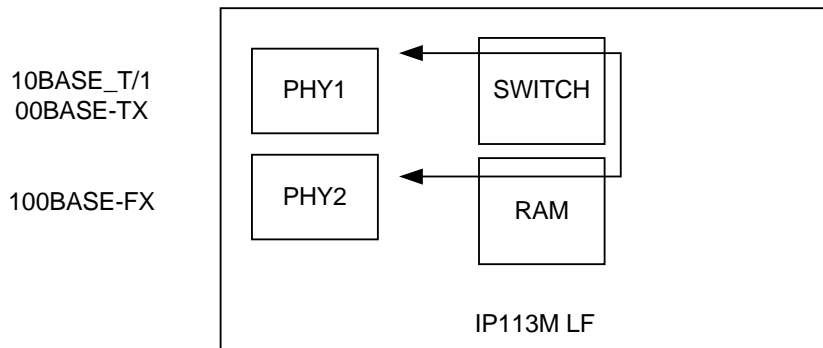 10BASE_T/1
00BASE-TX
PHY1
SWITCH
100BASE-FX
PHY2
RAM
IP113M LF